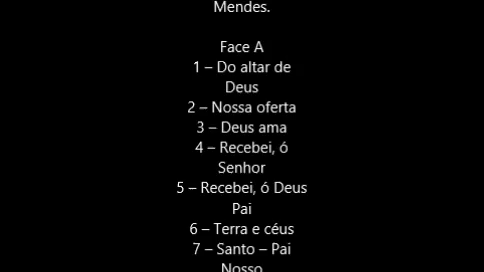 Mendes.
Face A
1 – Do altar de
Deus
2 – Nossa oferta
3 – Deus ama
4 – Recebei, ó
Senhor
5 – Recebei, ó Deus
Pai
6 – Terra e céus
7 – Santo – Pai
Nosso